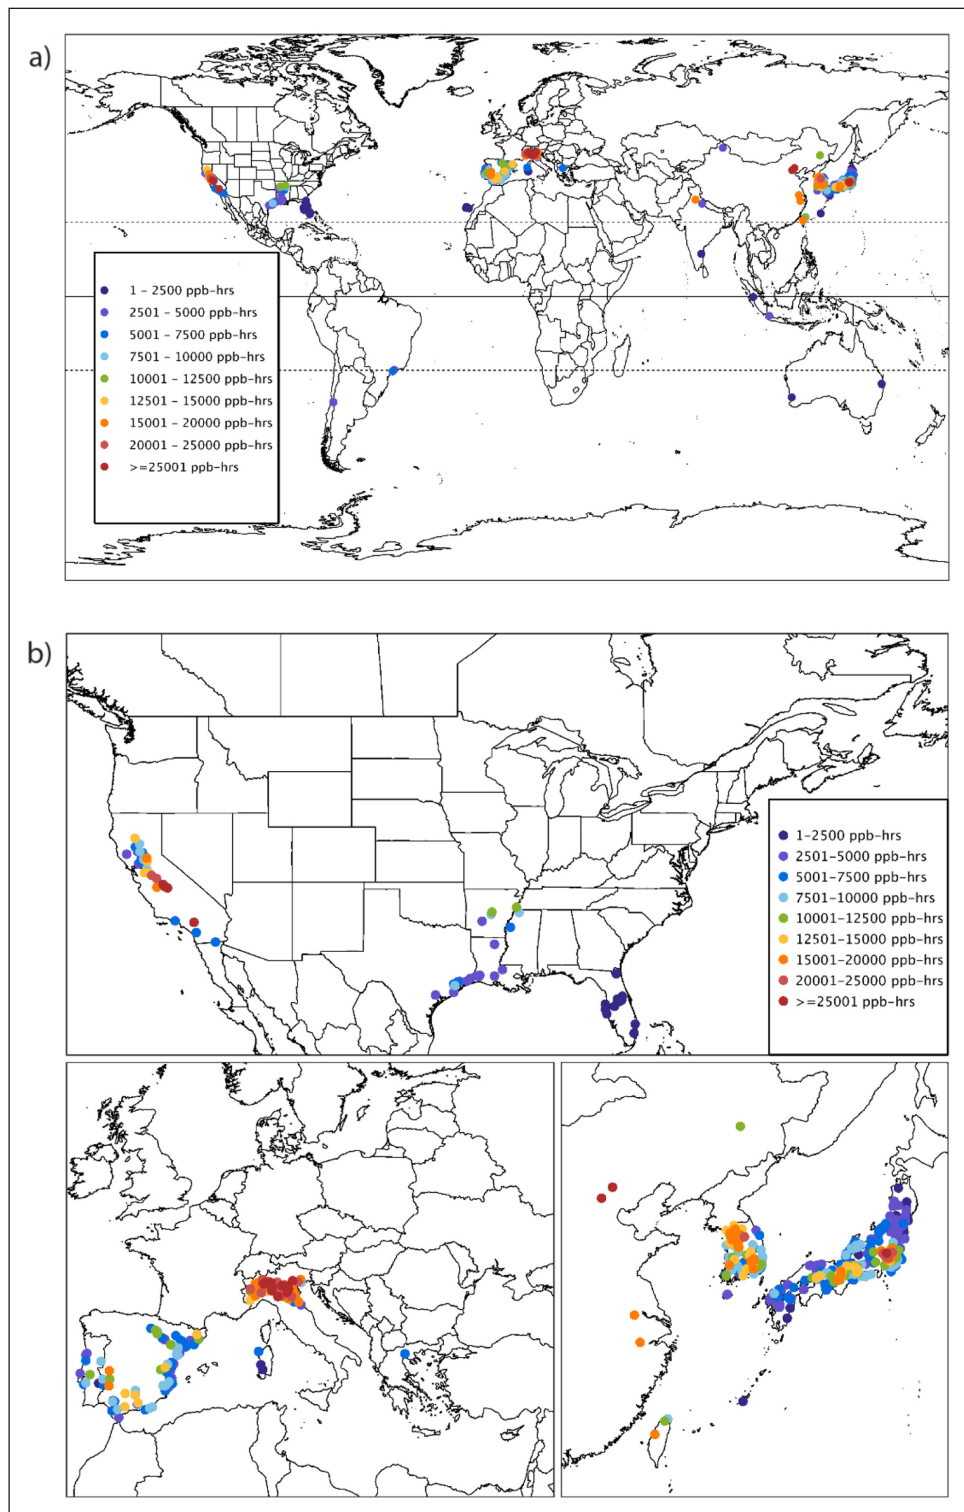 a)
1 – 2500 ppb–hrs
2501 – 5000 ppb–hrs
5001 – 7500 ppb–hrs
7501 – 10000 ppb–hrs
10001 – 12500 ppb–hrs
12501 – 15000 ppb–hrs
15001 – 20000 ppb–hrs
20001 – 25000 ppb–hrs
>=25001 ppb–hrs
b)
1–2500 ppb–hrs
2501–5000 ppb–hrs
5001–7500 ppb–hrs
7501–10000 ppb–hrs
10001–12500 ppb–hrs
12501–15000 ppb–hrs
15001–20000 ppb–hrs
20001–25000 ppb–hrs
>=25001 ppb–hrs